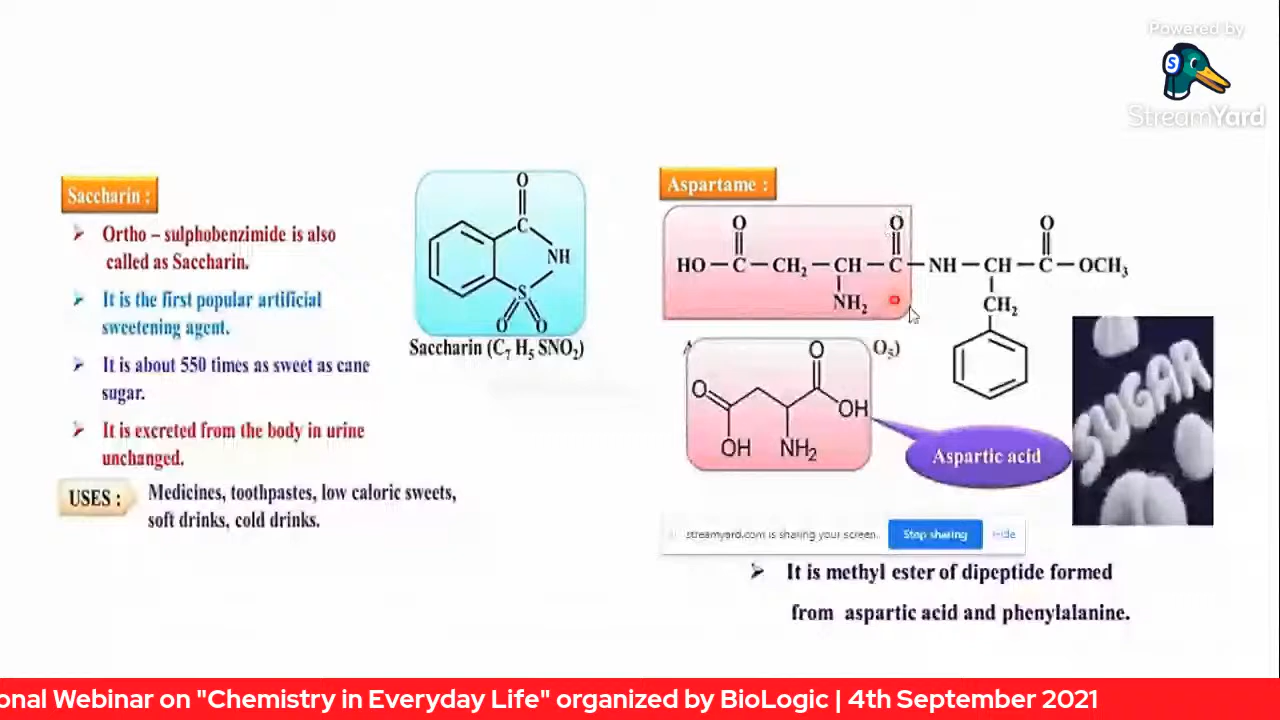 Powered by
StreamYard
Saccharin :
Ortho – sulphobenzimide is also
called as Saccharin.
It is the first popular artificial
sweetening agent.
It is about 550 times as sweet as cane
sugar.
It is excreted from the body in urine
unchanged.
USES :
Medicines, toothpastes, low caloric sweets,
soft drinks, cold drinks.
O
C
NH
S
O O
Saccharin (C₇ H₅ SNO₂)
Aspartame :
O O O
HO — C — CH₂ — CH — C — NH — CH — C — OCH₃
NH₂ CH₂
O₅)
O O
OH
OH NH₂
Aspartic acid
SUGAR
streamyard.com is sharing your screen.
Stop sharing
Hide
It is methyl ester of dipeptide formed
from aspartic acid and phenylalanine.
onal Webinar on "Chemistry in Everyday Life" organized by BioLogic | 4th September 2021